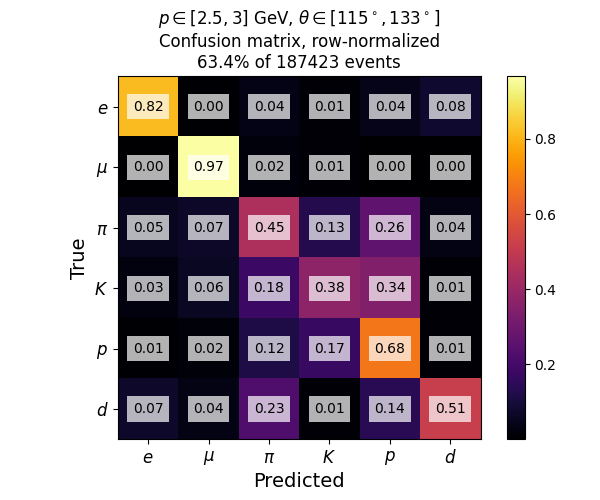 p ∈ [2.5, 3] GeV, θ ∈ [115°, 133°]
Confusion matrix, row-normalized
63.4% of 187423 events
e 0.82 0.00 0.04 0.01 0.04 0.08
μ 0.00 0.97 0.02 0.01 0.00 0.00
π 0.05 0.07 0.45 0.13 0.26 0.04
K 0.03 0.06 0.18 0.38 0.34 0.01
p 0.01 0.02 0.12 0.17 0.68 0.01
d 0.07 0.04 0.23 0.01 0.14 0.51
e μ π K p d
True
Predicted
0.8
0.6
0.4
0.2